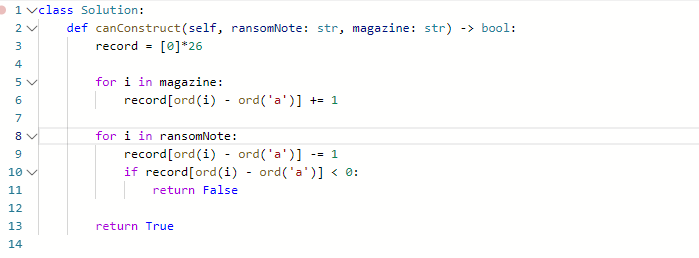 1 class Solution:
2     def canConstruct(self, ransomNote: str, magazine: str) -> bool:
3         record = [0]*26
4
5         for i in magazine:
6             record[ord(i) - ord('a')] += 1
7
8         for i in ransomNote:
9             record[ord(i) - ord('a')] -= 1
10             if record[ord(i) - ord('a')] < 0:
11                 return False
12
13         return True
14